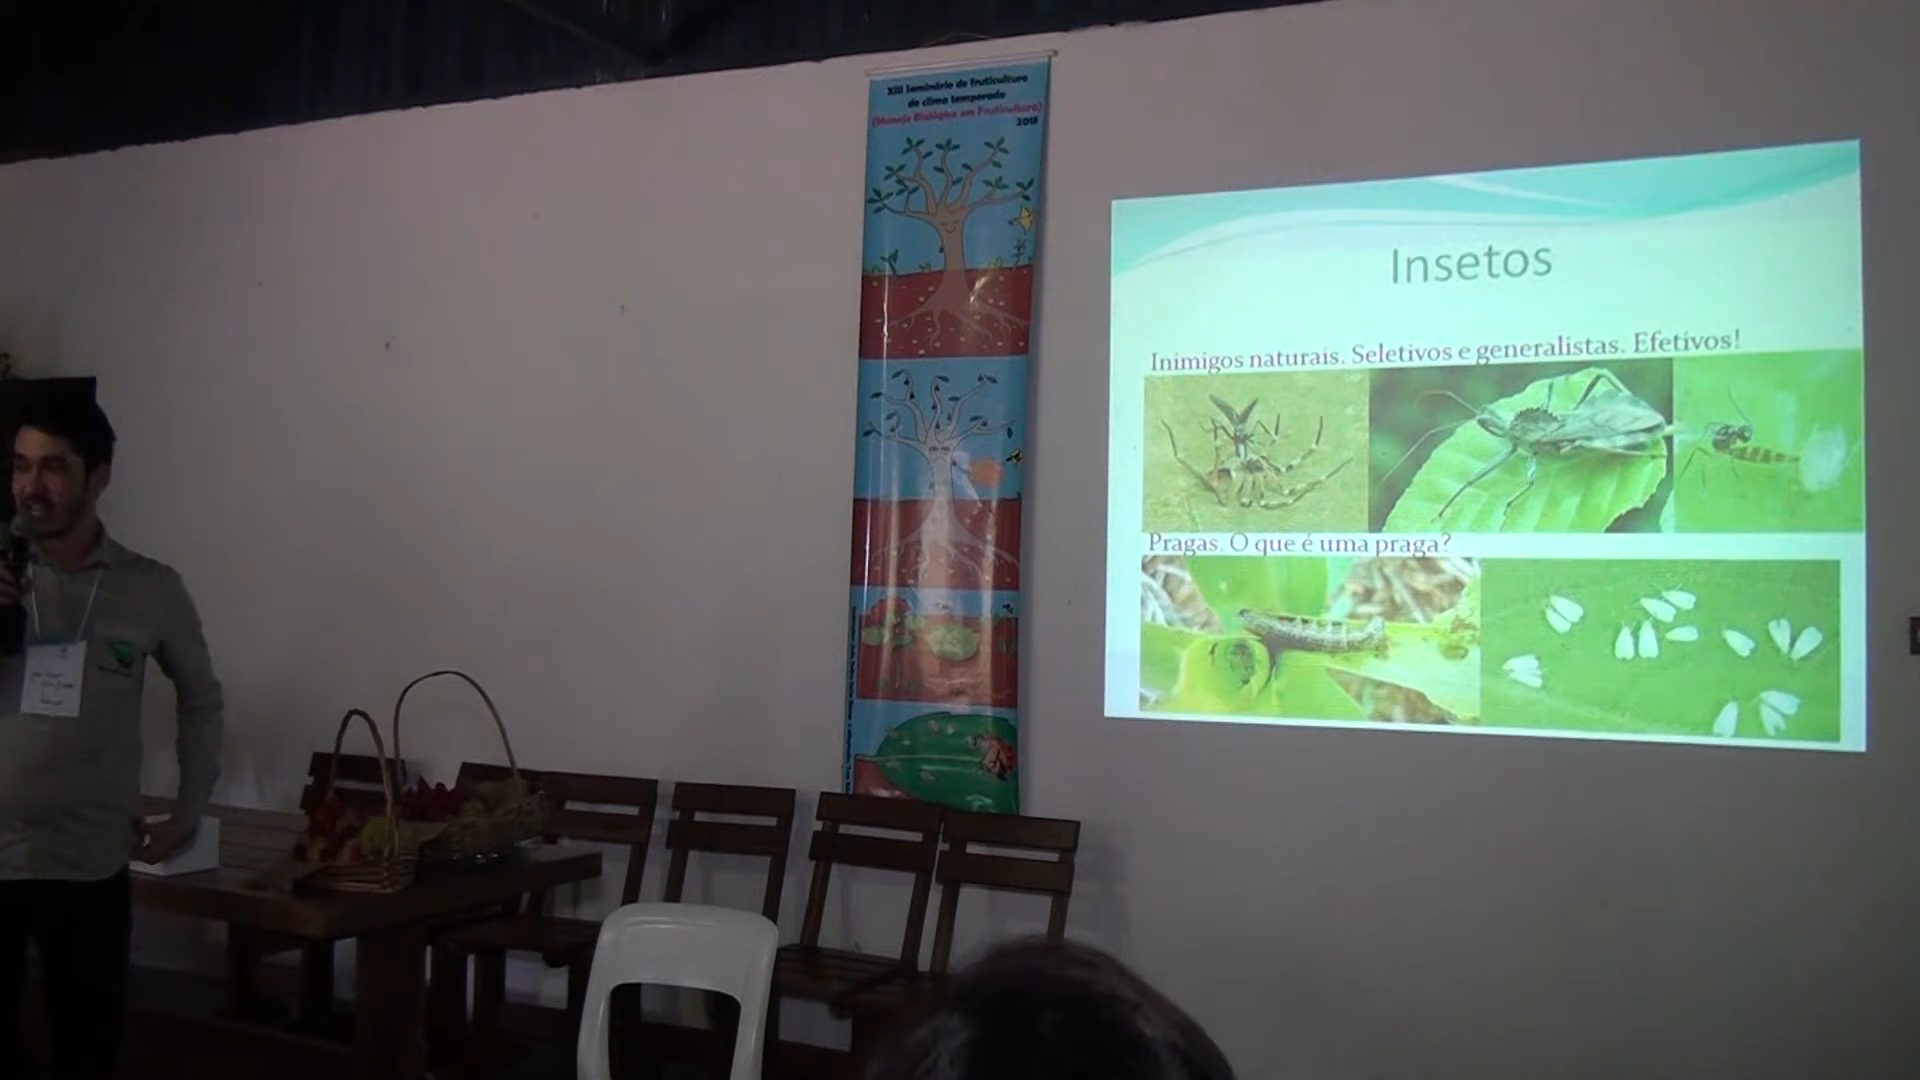 XIII Seminário de fruticultura
de clima temperado
(Manejo Biológico em Fruticultura)
2018
Insetos
Inimigos naturais. Seletivos e generalistas. Efetivos!
Pragas. O que é uma praga?